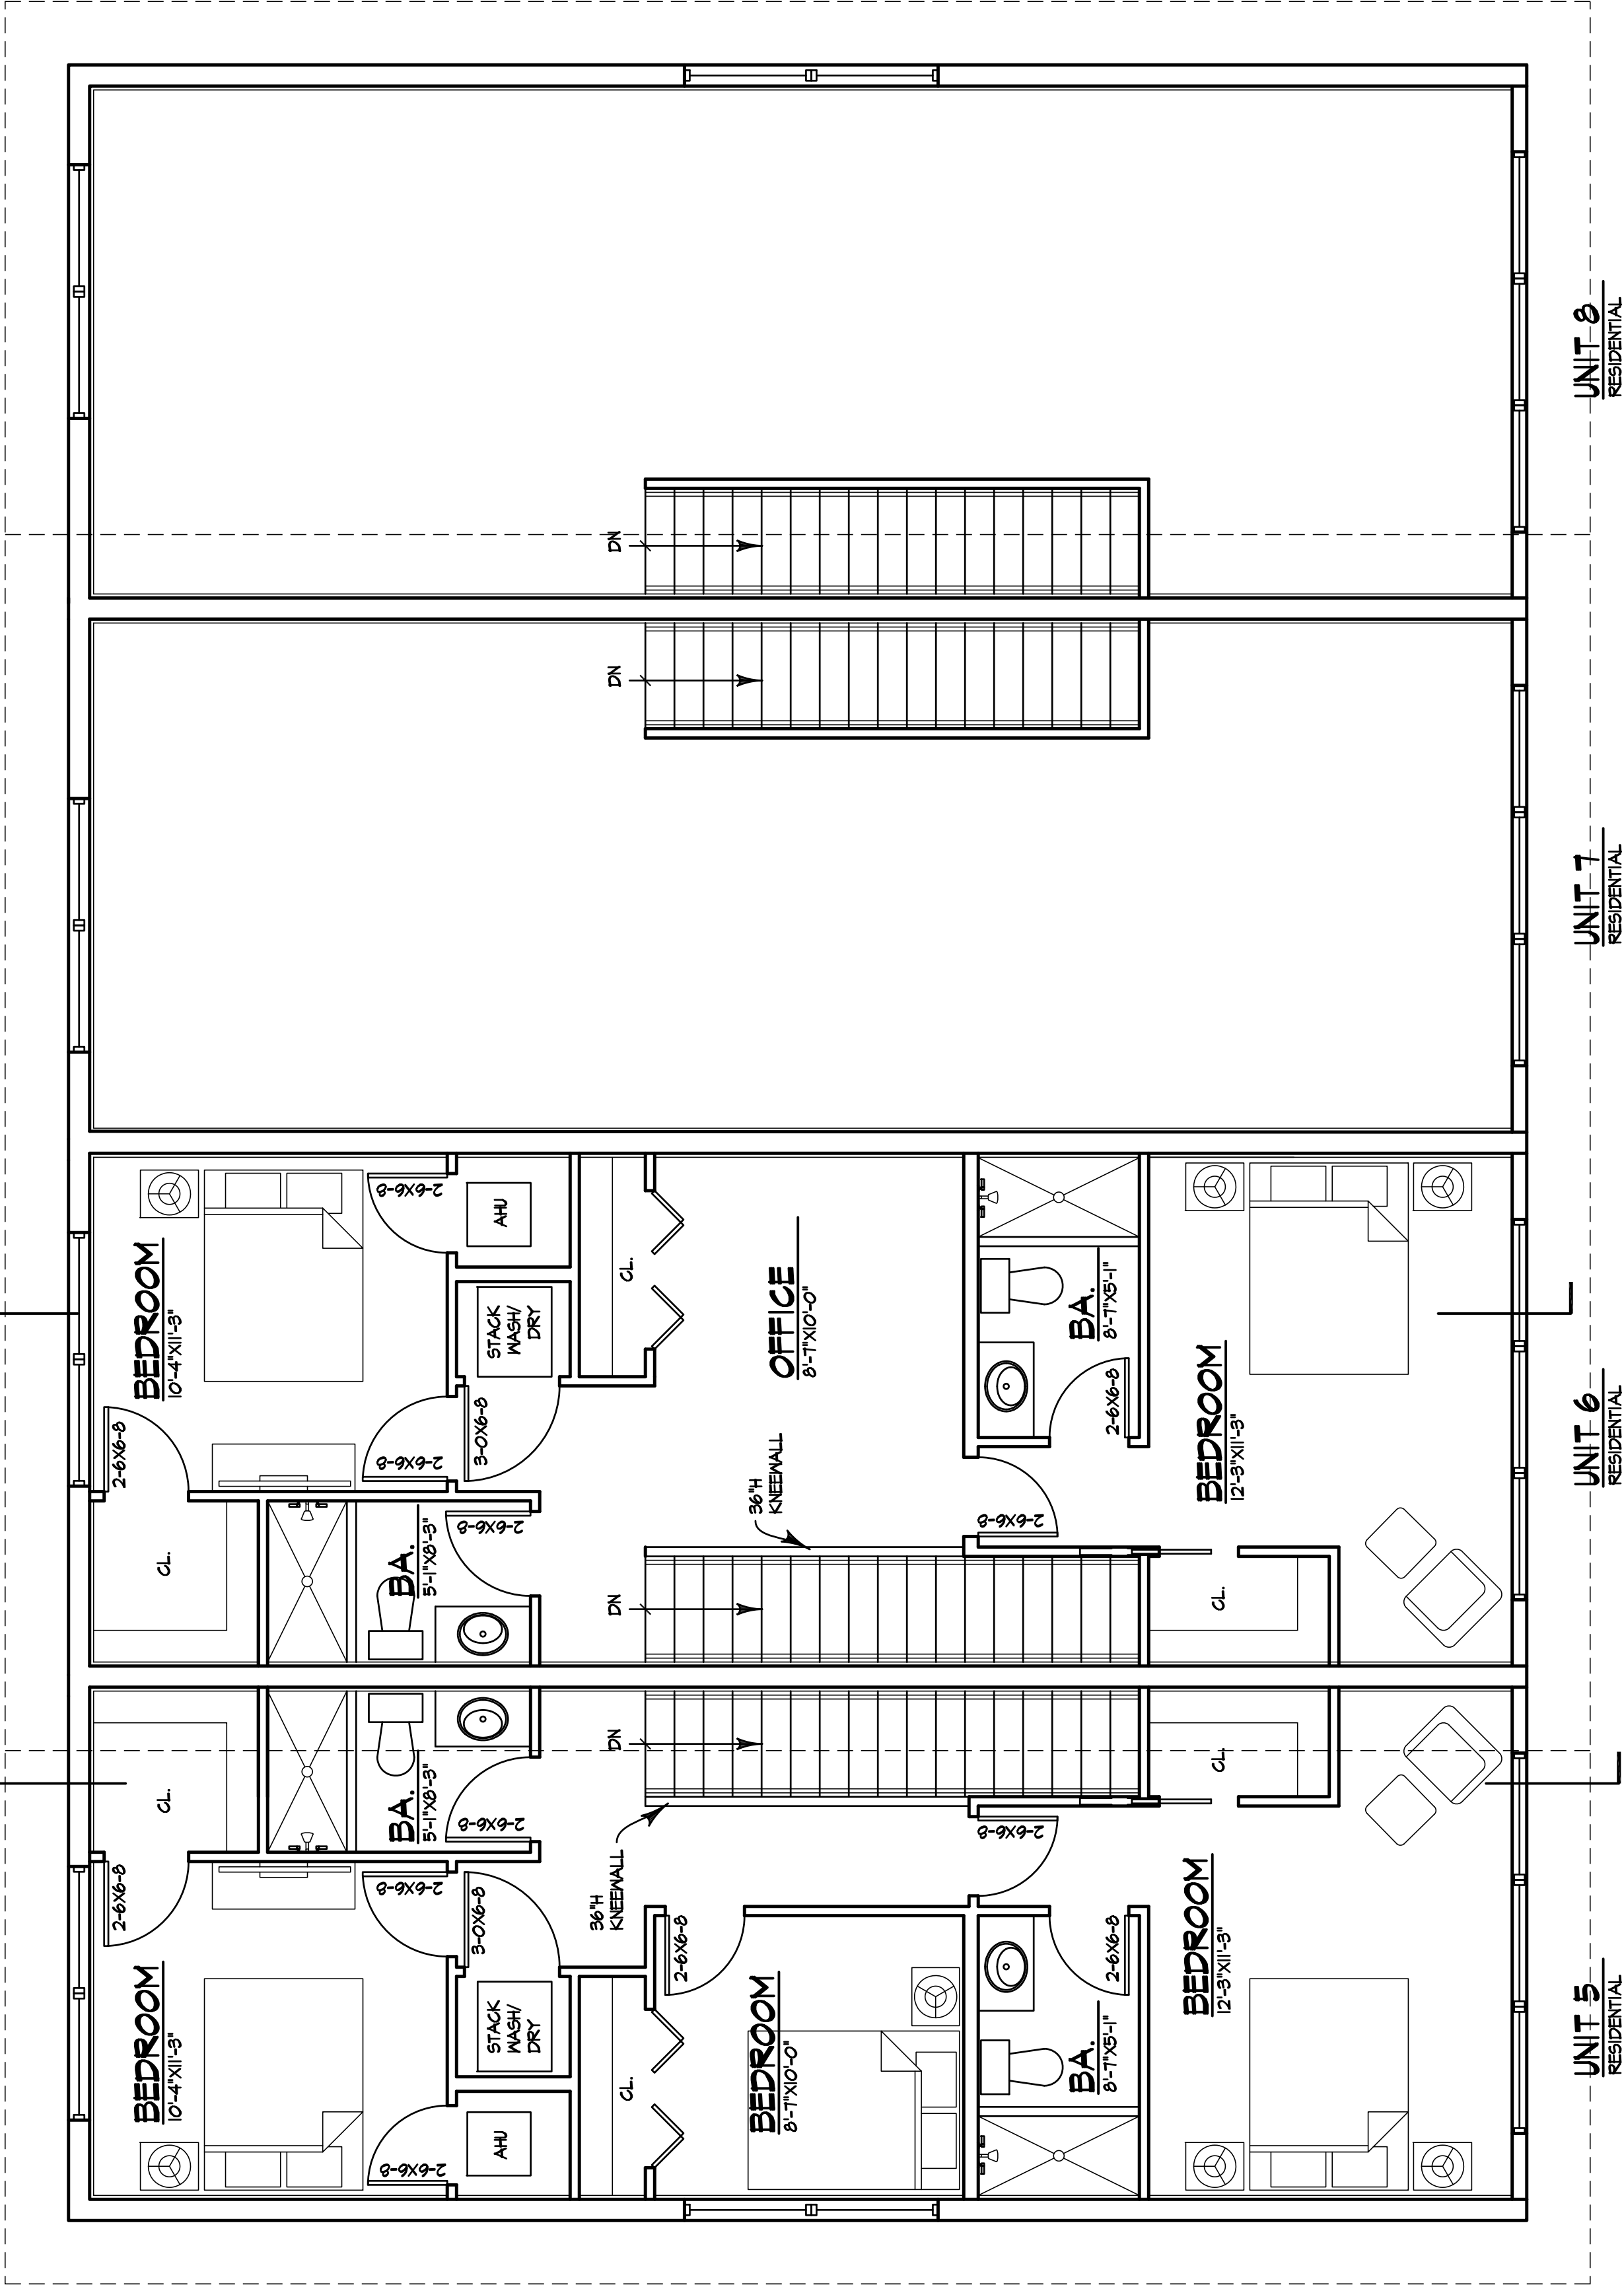 BEDROOM
10'-4"X11'-3"
2-6X6-8
CL.
2-6X6-8
AHU
STACK
WASH/
DRY
2-6X6-8
3-0X6-8
BA.
5'-1"X8'-3"
2-6X6-8
CL.
BEDROOM
8'-7"X10'-0"
2-6X6-8
36"H
KNEEWALL
DN
BA.
8'-7"X5'-1"
2-6X6-8
2-6X6-8
CL.
BEDROOM
12'-3"X11'-3"
UNIT 5
RESIDENTIAL
BEDROOM
10'-4"X11'-3"
2-6X6-8
CL.
2-6X6-8
AHU
STACK
WASH/
DRY
2-6X6-8
3-0X6-8
BA.
5'-1"X8'-3"
2-6X6-8
CL.
OFFICE
8'-7"X10'-0"
36"H
KNEEWALL
DN
BA.
8'-7"X5'-1"
2-6X6-8
2-6X6-8
CL.
BEDROOM
12'-3"X11'-3"
UNIT 6
RESIDENTIAL
DN
UNIT 7
RESIDENTIAL
DN
UNIT 8
RESIDENTIAL